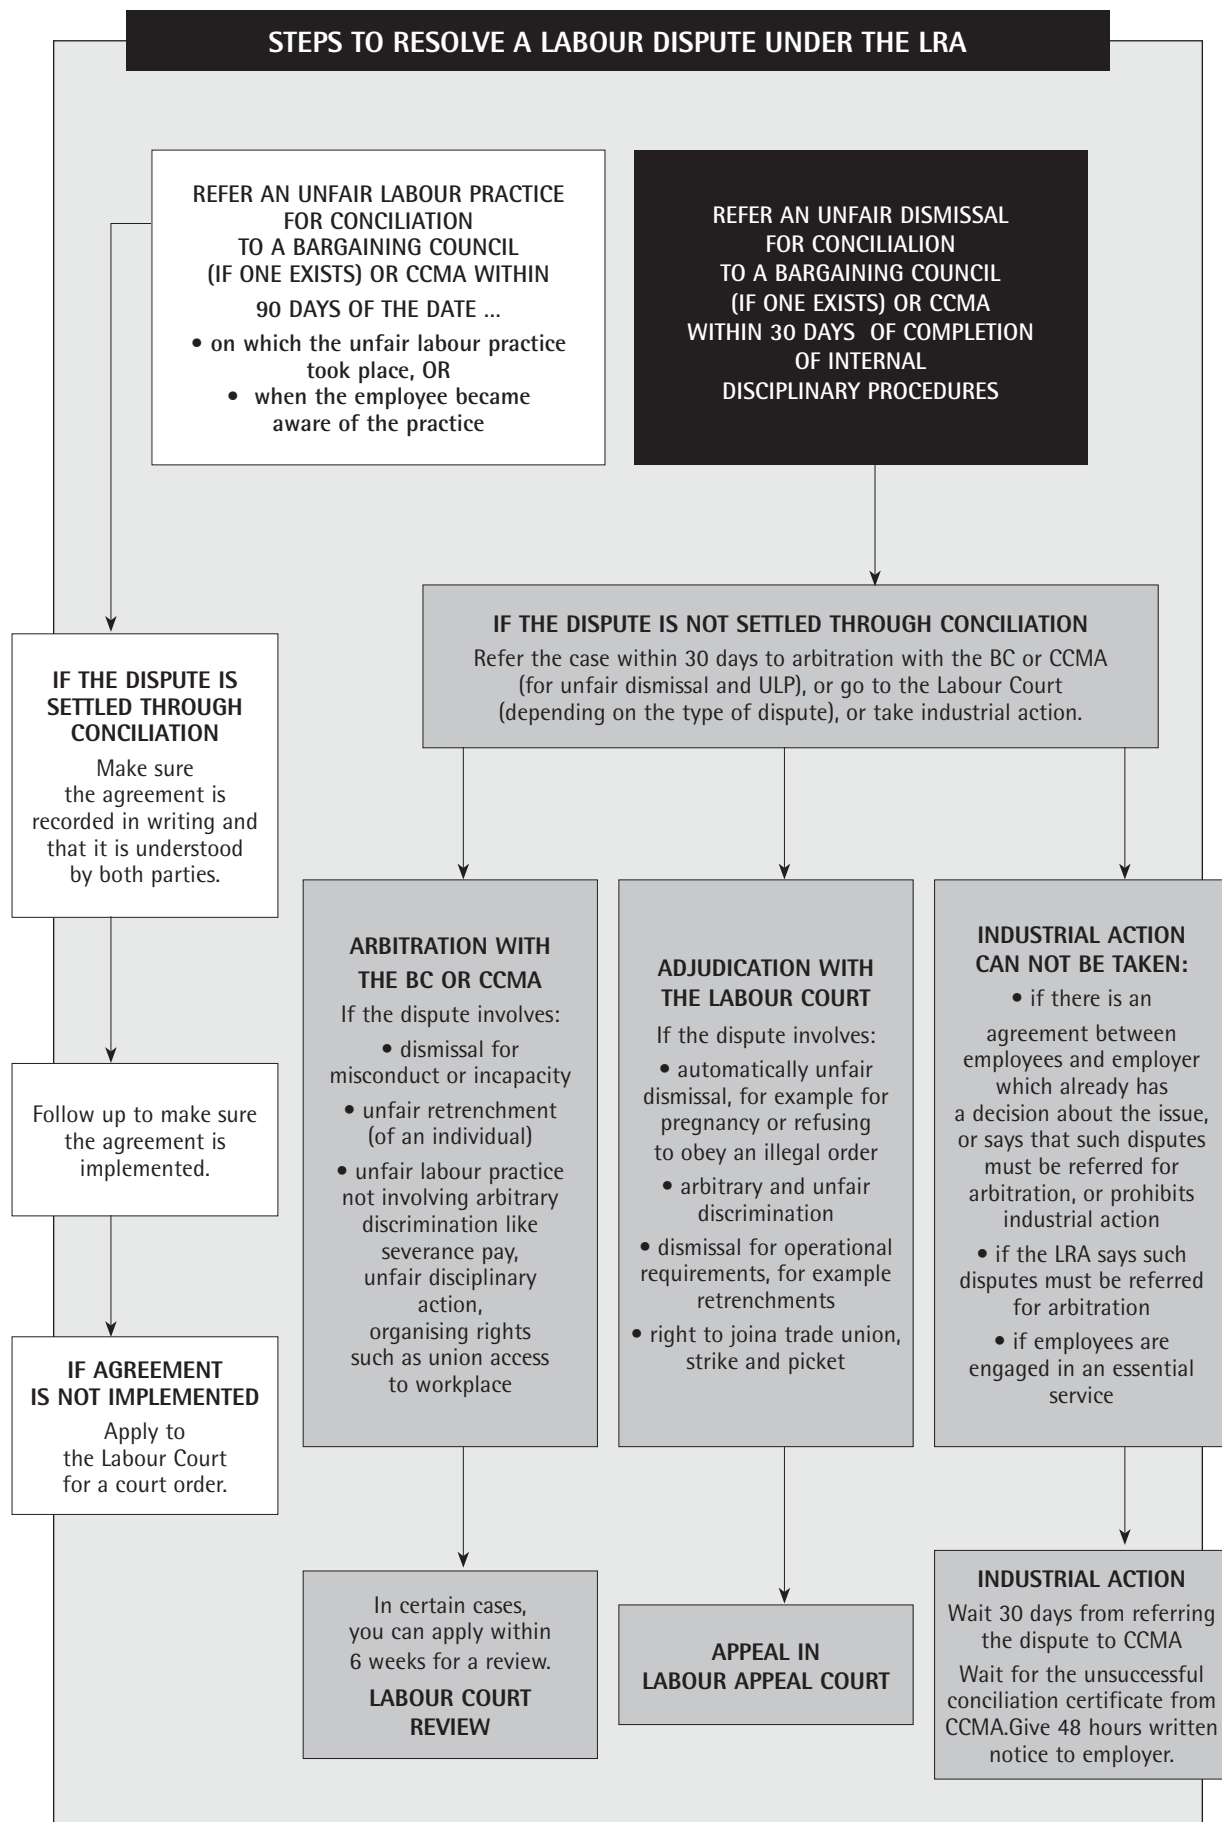 STEPS TO RESOLVE A LABOUR DISPUTE UNDER THE LRA
REFER AN UNFAIR LABOUR PRACTICE
FOR CONCILIATION
TO A BARGAINING COUNCIL
(IF ONE EXISTS) OR CCMA WITHIN
90 DAYS OF THE DATE ...
• on which the unfair labour practice
took place, OR
• when the employee became
aware of the practice
REFER AN UNFAIR DISMISSAL
FOR CONCILIALION
TO A BARGAINING COUNCIL
(IF ONE EXISTS) OR CCMA
WITHIN 30 DAYS OF COMPLETION
OF INTERNAL
DISCIPLINARY PROCEDURES
IF THE DISPUTE IS
SETTLED THROUGH
CONCILIATION
Make sure
the agreement is
recorded in writing and
that it is understood
by both parties.
Follow up to make sure
the agreement is
implemented.
IF AGREEMENT
IS NOT IMPLEMENTED
Apply to
the Labour Court
for a court order.
IF THE DISPUTE IS NOT SETTLED THROUGH CONCILIATION
Refer the case within 30 days to arbitration with the BC or CCMA
(for unfair dismissal and ULP), or go to the Labour Court
(depending on the type of dispute), or take industrial action.
ARBITRATION WITH
THE BC OR CCMA
If the dispute involves:
• dismissal for
misconduct or incapacity
• unfair retrenchment
(of an individual)
• unfair labour practice
not involving arbitrary
discrimination like
severance pay,
unfair disciplinary
action,
organising rights
such as union access
to workplace
In certain cases,
you can apply within
6 weeks for a review.
LABOUR COURT
REVIEW
ADJUDICATION WITH
THE LABOUR COURT
If the dispute involves:
• automatically unfair
dismissal, for example for
pregnancy or refusing
to obey an illegal order
• arbitrary and unfair
discrimination
• dismissal for operational
requirements, for example
retrenchments
• right to joina trade union,
strike and picket
APPEAL IN
LABOUR APPEAL COURT
INDUSTRIAL ACTION
CAN NOT BE TAKEN:
• if there is an
agreement between
employees and employer
which already has
a decision about the issue,
or says that such disputes
must be referred for
arbitration, or prohibits
industrial action
• if the LRA says such
disputes must be referred
for arbitration
• if employees are
engaged in an essential
service
INDUSTRIAL ACTION
Wait 30 days from referring
the dispute to CCMA
Wait for the unsuccessful
conciliation certificate from
CCMA.Give 48 hours written
notice to employer.